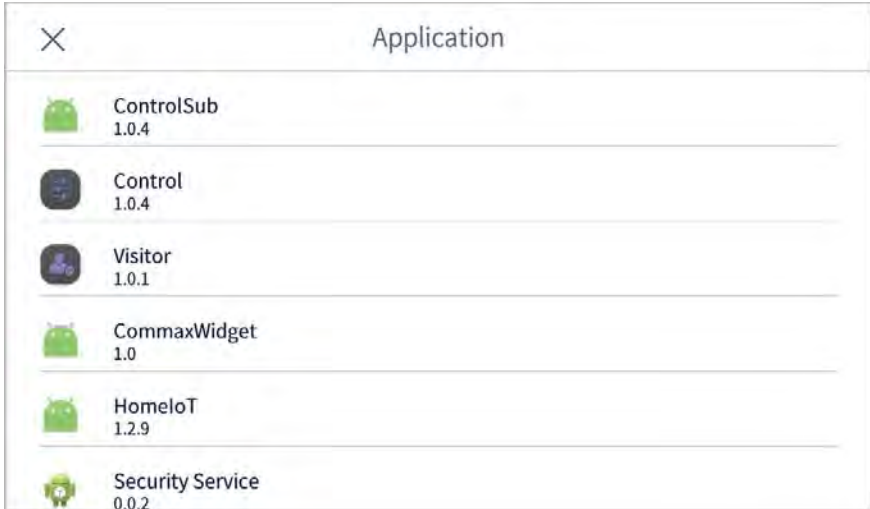 Application
ControlSub
1.0.4
Control
1.0.4
Visitor
1.0.1
CommaxWidget
1.0
HomeIoT
1.2.9
Security Service
0.0.2